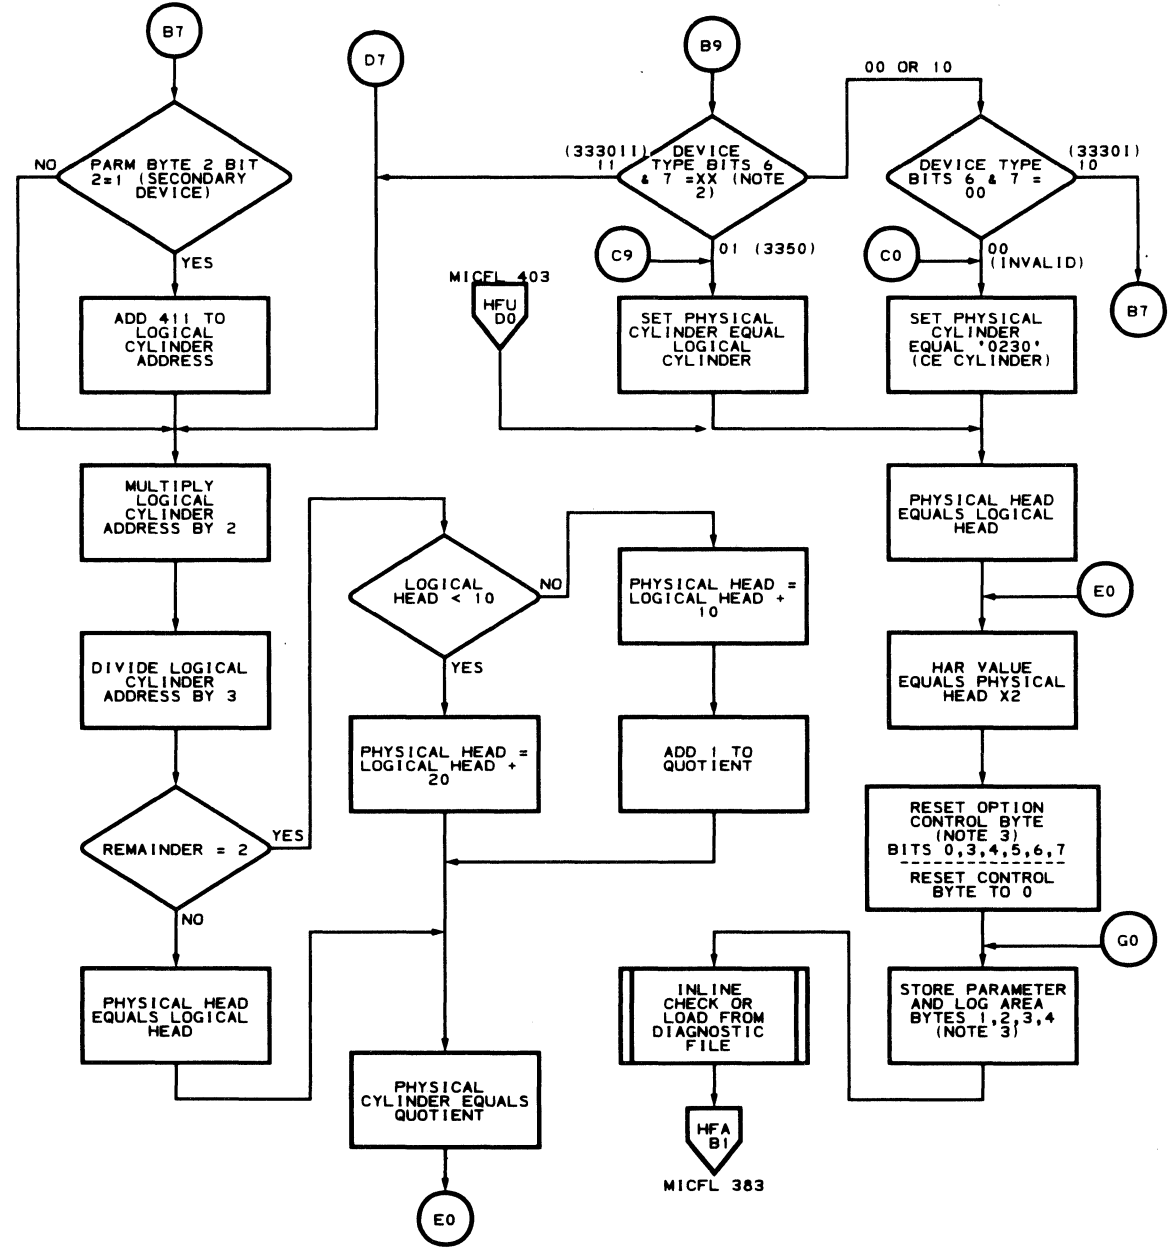 B7
D7
B9
00 OR 10
NO
PARM BYTE 2 BIT
2=1 (SECONDARY
DEVICE)
YES
(3330II)
11
DEVICE
TYPE BITS 6
& 7 =XX (NOTE
2)
DEVICE TYPE
BITS 6 & 7 =
00
(3330I)
10
C9
01 (3350)
C0
00
(INVALID)
B7
MICFL 403
HFU
D0
ADD 411 TO
LOGICAL
CYLINDER
ADDRESS
SET PHYSICAL
CYLINDER EQUAL
LOGICAL
CYLINDER
SET PHYSICAL
CYLINDER
EQUAL '0230'
(CE CYLINDER)
MULTIPLY
LOGICAL
CYLINDER
ADDRESS BY 2
LOGICAL
HEAD < 10
NO
YES
PHYSICAL HEAD =
LOGICAL HEAD +
10
PHYSICAL HEAD
EQUALS LOGICAL
HEAD
E0
DIVIDE LOGICAL
CYLINDER
ADDRESS BY 3
HAR VALUE
EQUALS PHYSICAL
HEAD X2
PHYSICAL HEAD =
LOGICAL HEAD +
20
ADD 1 TO
QUOTIENT
REMAINDER = 2
YES
NO
RESET OPTION
CONTROL BYTE
(NOTE 3)
BITS 0,3,4,5,6,7
RESET CONTROL
BYTE TO 0
G0
PHYSICAL HEAD
EQUALS LOGICAL
HEAD
INLINE
CHECK OR
LOAD FROM
DIAGNOSTIC
FILE
STORE PARAMETER
AND LOG AREA
BYTES 1,2,3,4
(NOTE 3)
PHYSICAL
CYLINDER EQUALS
QUOTIENT
HFA
B1
MICFL 383
E0